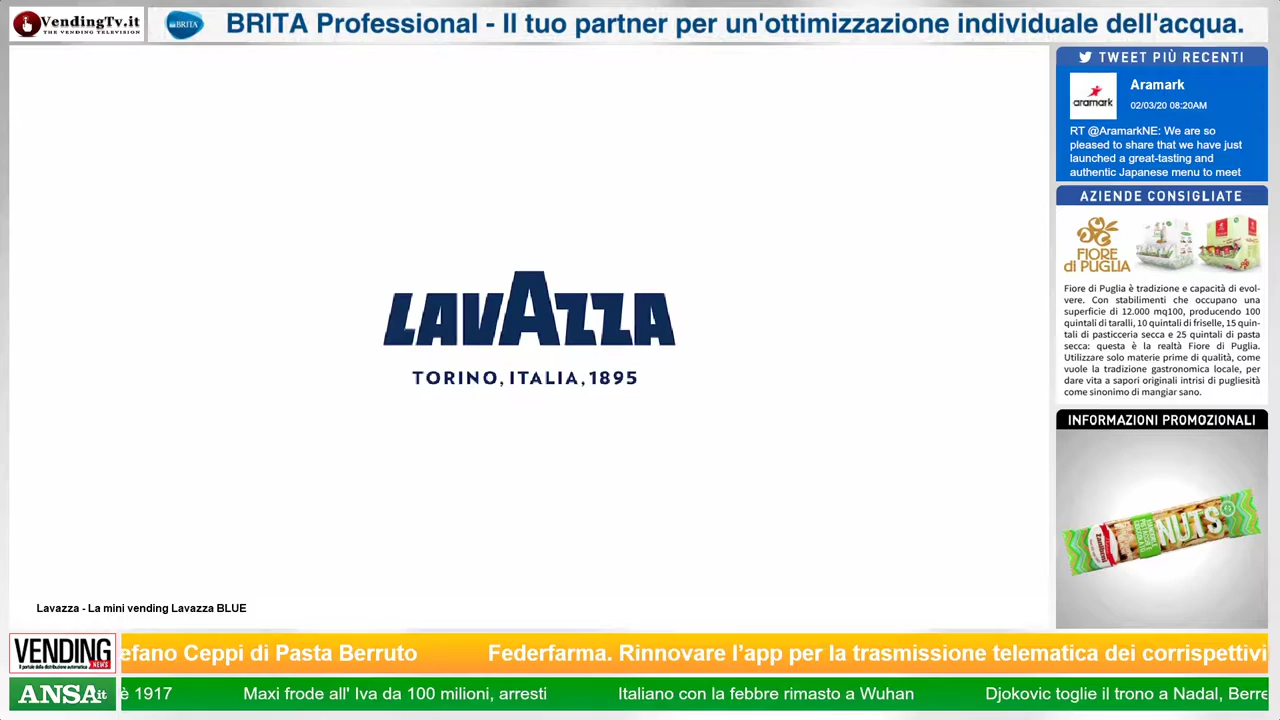 VendingTv.it
THE VENDING TELEVISION
BRITA
BRITA Professional - Il tuo partner per un'ottimizzazione individuale dell'acqua.
TWEET PIÙ RECENTI
aramark
Aramark
02/03/20 08:20AM
RT @AramarkNE: We are so
pleased to share that we have just
launched a great-tasting and
authentic Japanese menu to meet
AZIENDE CONSIGLIATE
FIORE
di PUGLIA
Fiore di Puglia è tradizione e capacità di evol-
vere. Con stabilimenti che occupano una
superficie di 12.000 mq100, producendo 100
quintali di taralli, 10 quintali di friselle, 15 quin-
tali di pasticceria secca e 25 quintali di pasta
secca: questa è la realtà Fiore di Puglia.
Utilizzare solo materie prime di qualità, come
vuole la tradizione gastronomica locale, per
dare vita a sapori originali intrisi di pugliesità
come sinonimo di mangiar sano.
LAVAZZA
TORINO, ITALIA, 1895
INFORMAZIONI PROMOZIONALI
NUTS
Lavazza - La mini vending Lavazza BLUE
VENDING
NEWS
Il portale della distribuzione automatica
efano Ceppi di Pasta Berruto
Federfarma. Rinnovare l’app per la trasmissione telematica dei corrispettivi
ANSA.it
è 1917
Maxi frode all' Iva da 100 milioni, arresti
Italiano con la febbre rimasto a Wuhan
Djokovic toglie il trono a Nadal, Berre